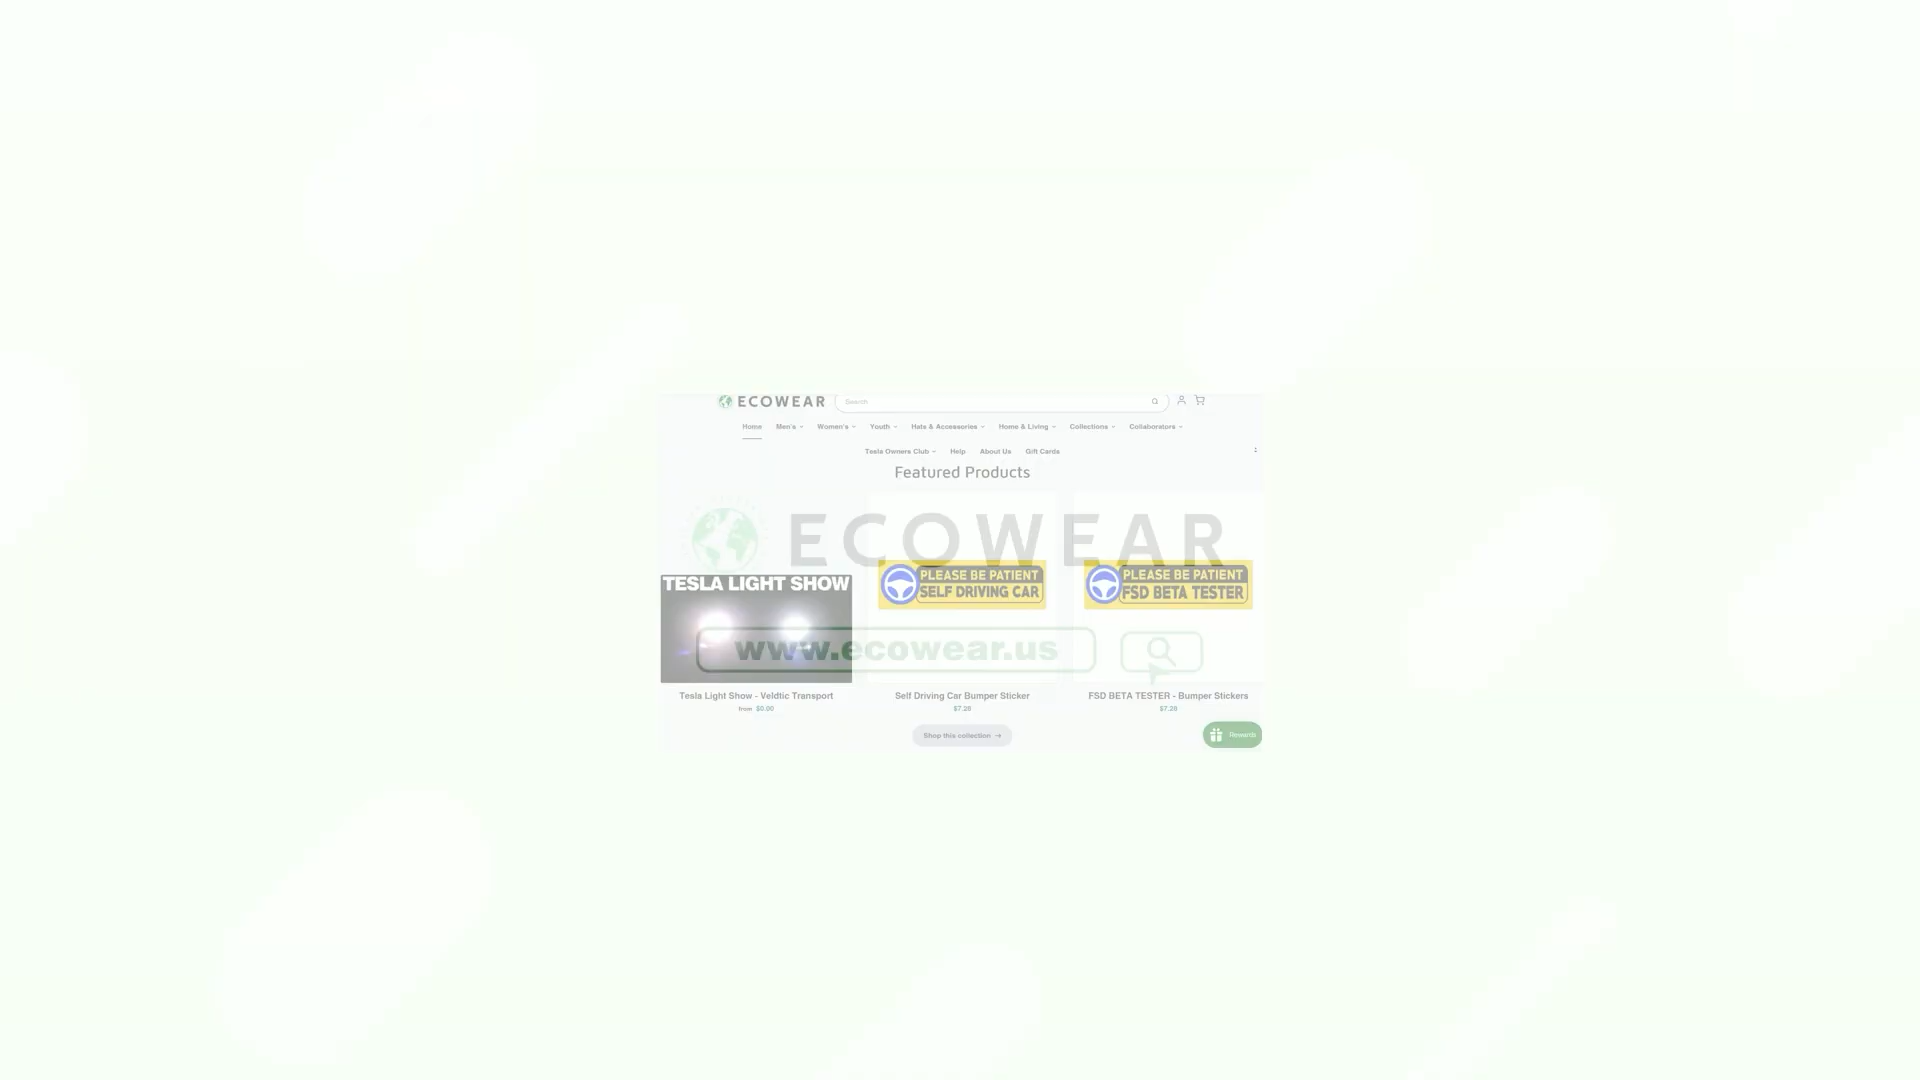 ECOWEAR
Search
Home Men's Women's Youth Hats & Accessories Home & Living Collections Collaborators
Tesla Owners Club Help About Us Gift Cards
Featured Products
ECOWEAR
TESLA LIGHT SHOW
PLEASE BE PATIENT
SELF DRIVING CAR
PLEASE BE PATIENT
FSD BETA TESTER
www.ecowear.us
Tesla Light Show - Veldtic Transport
from $0.00
Self Driving Car Bumper Sticker
$7.28
FSD BETA TESTER - Bumper Stickers
$7.28
Shop this collection →
Rewards